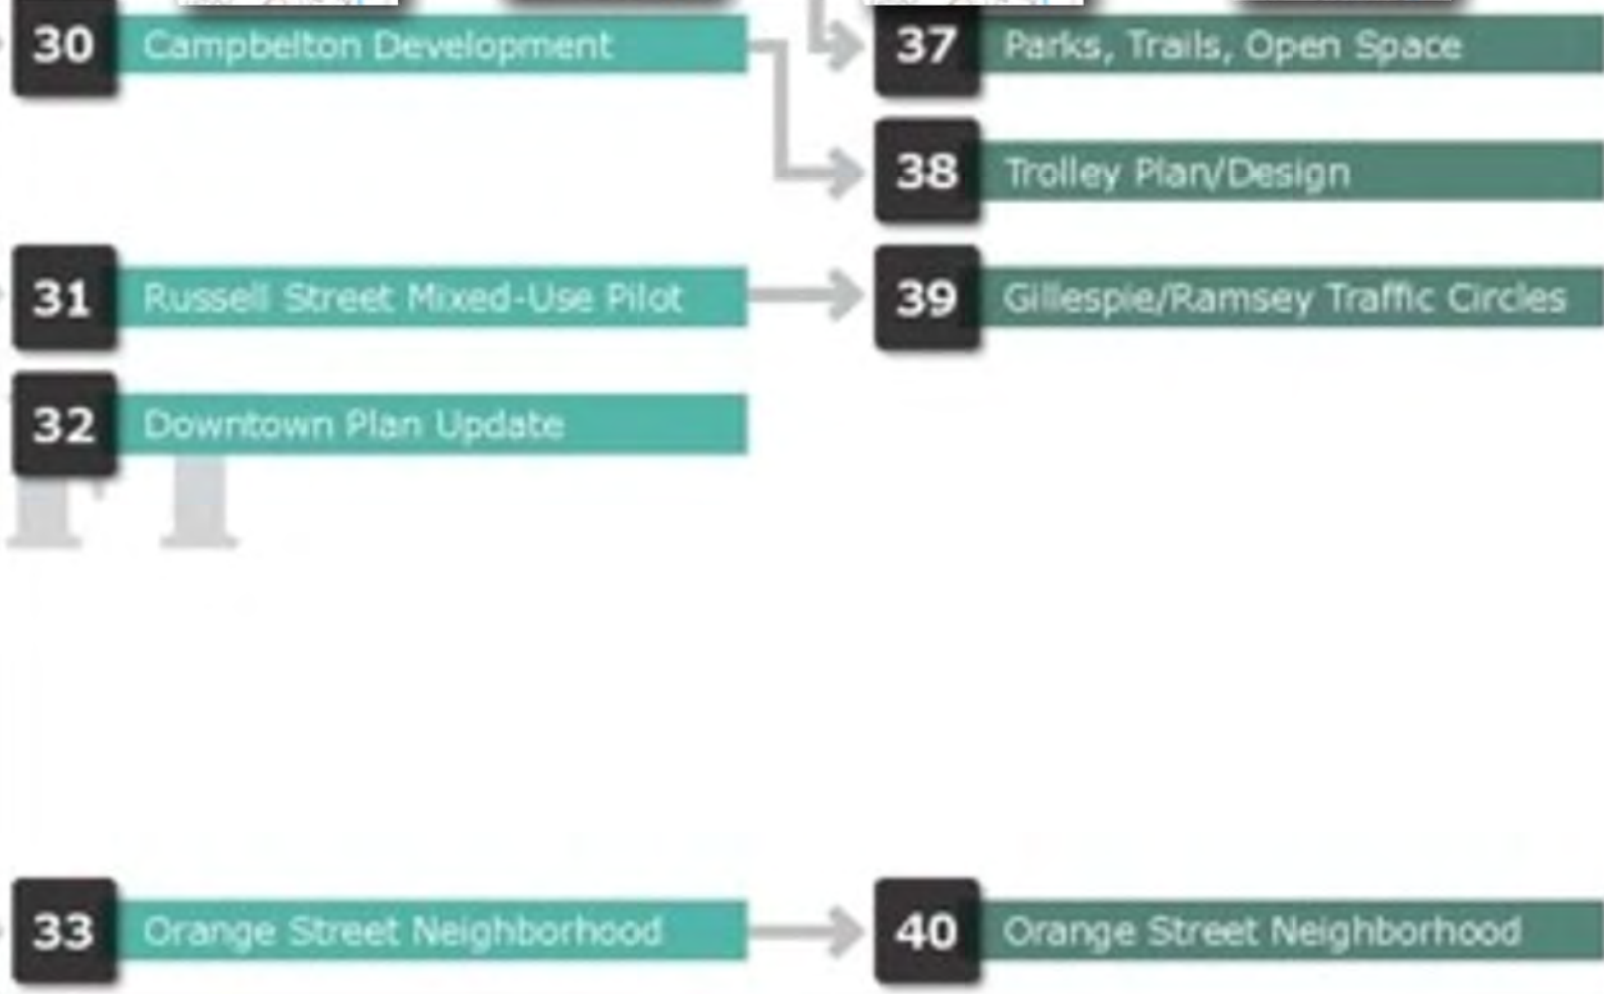 30 Campbelton Development
37 Parks, Trails, Open Space
38 Trolley Plan/Design
31 Russell Street Mixed-Use Pilot
39 Gillespie/Ramsey Traffic Circles
32 Downtown Plan Update
33 Orange Street Neighborhood
40 Orange Street Neighborhood